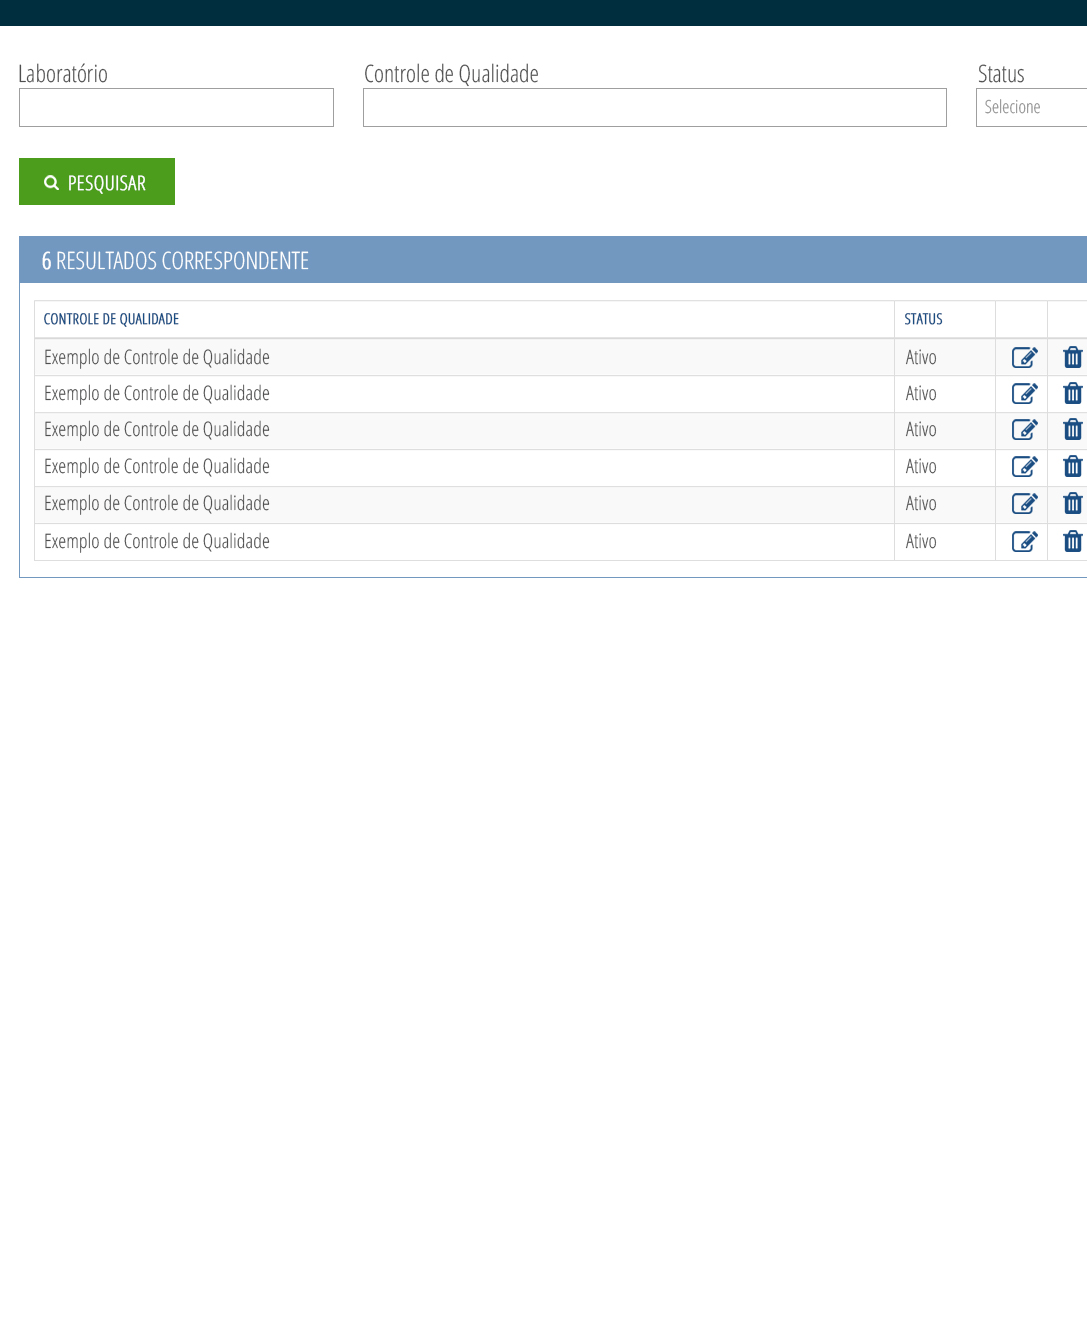 Laboratório Controle de Qualidade Status
Selecione
PESQUISAR
6 RESULTADOS CORRESPONDENTE
CONTROLE DE QUALIDADE STATUS
Exemplo de Controle de Qualidade Ativo
Exemplo de Controle de Qualidade Ativo
Exemplo de Controle de Qualidade Ativo
Exemplo de Controle de Qualidade Ativo
Exemplo de Controle de Qualidade Ativo
Exemplo de Controle de Qualidade Ativo